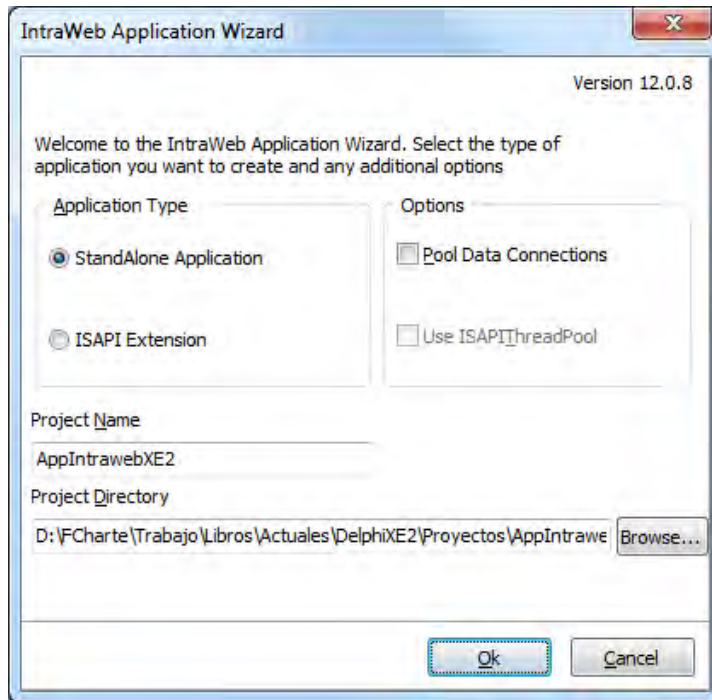 IntraWeb Application Wizard
Version 12.0.8
Welcome to the IntraWeb Application Wizard. Select the type of
application you want to create and any additional options
Application Type
Options
StandAlone Application
Pool Data Connections
ISAPI Extension
Use ISAPIThreadPool
Project Name
AppIntrawebXE2
Project Directory
D:\FCharte\Trabajo\Libros\Actuales\DelphiXE2\Proyectos\AppIntrawe
Browse...
Ok
Cancel